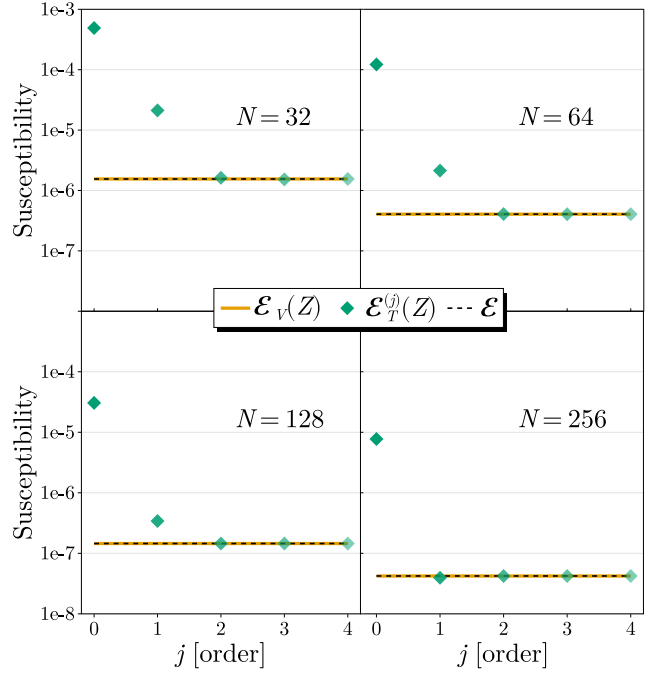 1e-3
1e-4
1e-5
1e-6
1e-7
Susceptibility
N = 32
N = 64
ℰ_V(Z) ℰ_T^(j)(Z) ℰ
1e-4
1e-5
1e-6
1e-7
1e-8
Susceptibility
N = 128
N = 256
0 1 2 3 4
0 1 2 3 4
j [order]
j [order]